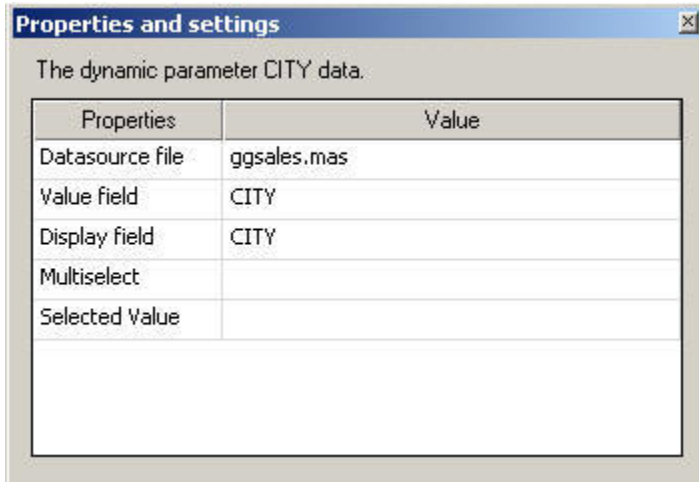 Properties and settings
The dynamic parameter CITY data.
Properties Value
Datasource file ggsales.mas
Value field CITY
Display field CITY
Multiselect
Selected Value